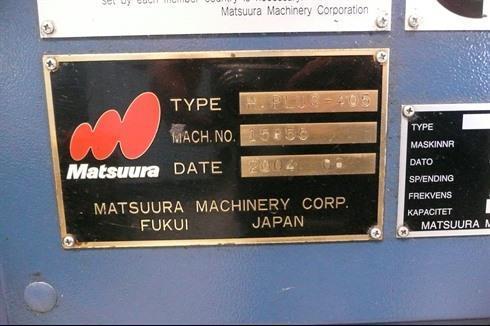 set by each member country is necessary.
Matsuura Machinery Corporation
Matsuura
TYPE H.PLUS-405
MACH. NO.
DATE 2004
MATSUURA MACHINERY CORP.
FUKUI JAPAN
TYPE
MASKINNR
DATO
SP/ENDING
FREKVENS
KAPACITET
MATSUURA M